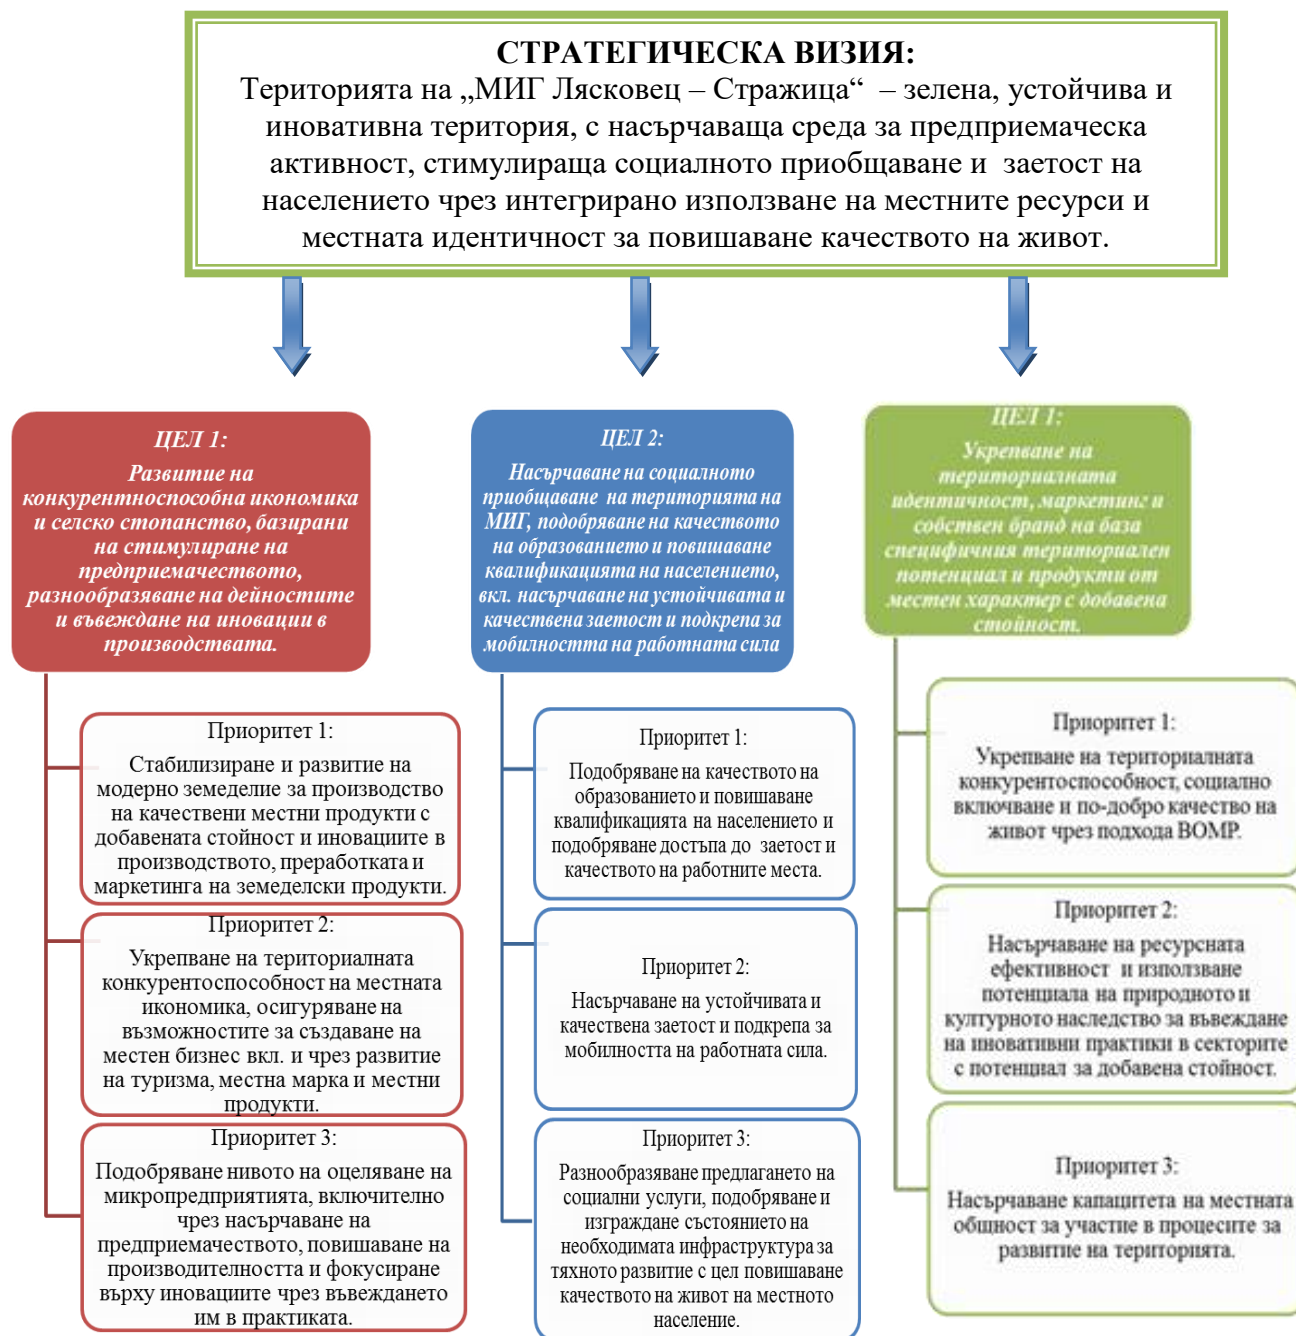 СТРАТЕГИЧЕСКА ВИЗИЯ:
Територията на „МИГ Лясковец – Стражица“ – зелена, устойчива и
иновативна територия, с насърчаваща среда за предприемаческа
активност, стимулираща социалното приобщаване и заетост на
населението чрез интегрирано използване на местните ресурси и
местната идентичност за повишаване качеството на живот.
ЦЕЛ 1:
Развитие на
конкурентноспособна икономика
и селско стопанство, базирани
на стимулиране на
предприемачеството,
разнообразяване на дейностите
и въвеждане на иновации в
производствата.
Приоритет 1:
Стабилизиране и развитие на
модерно земеделие за производство
на качествени местни продукти с
добавената стойност и иновациите в
производството, преработката и
маркетинга на земеделски продукти.
Приоритет 2:
Укрепване на териториалната
конкурентоспособност на местната
икономика, осигуряване на
възможностите за създаване на
местен бизнес вкл. и чрез развитие
на туризма, местна марка и местни
продукти.
Приоритет 3:
Подобряване нивото на оцеляване на
микропредприятията, включително
чрез насърчаване на
предприемачеството, повишаване на
производителността и фокусиране
върху иновациите чрез въвеждането
им в практиката.
ЦЕЛ 2:
Насърчаване на социалното
приобщаване на територията на
МИГ, подобряване на качеството
на образованието и повишаване
квалификацията на населението,
вкл. насърчаване на устойчивата и
качествена заетост и подкрепа за
мобилността на работната сила
Приоритет 1:
Подобряване на качеството на
образованието и повишаване
квалификацията на населението и
подобряване достъпа до заетост и
качеството на работните места.
Приоритет 2:
Насърчаване на устойчивата и
качествена заетост и подкрепа за
мобилността на работната сила.
Приоритет 3:
Разнообразяване предлагането на
социални услуги, подобряване и
изграждане състоянието на
необходимата инфраструктура за
тяхното развитие с цел повишаване
качеството на живот на местното
население.
ЦЕЛ 1:
Укрепване на
териториалната
идентичност, маркетинг и
собствен бранд на база
специфичния териториален
потенциал и продукти от
местен характер с добавена
стойност.
Приоритет 1:
Укрепване на териториалната
конкурентоспособност, социално
включване и по-добро качество на
живот чрез подхода ВОМР.
Приоритет 2:
Насърчаване на ресурсната
ефективност и използване
потенциала на природното и
културното наследство за въвеждане
на иновативни практики в секторите
с потенциал за добавена стойност.
Приоритет 3:
Насърчаване капацитета на местната
общност за участие в процесите за
развитие на територията.